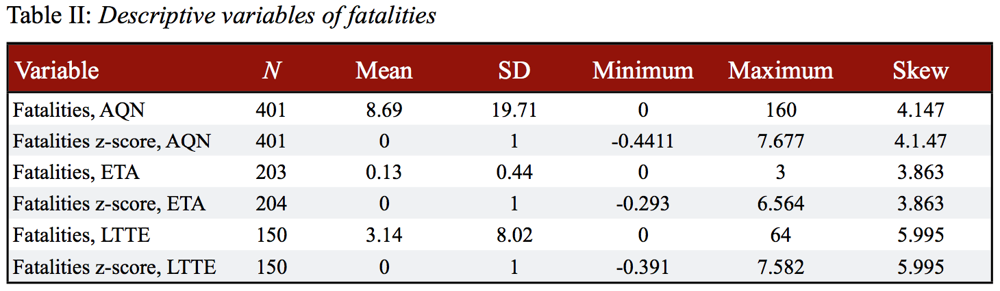 Table II: Descriptive variables of fatalities
Variable N Mean SD Minimum Maximum Skew
Fatalities, AQN 401 8.69 19.71 0 160 4.147
Fatalities z-score, AQN 401 0 1 -0.4411 7.677 4.1.47
Fatalities, ETA 203 0.13 0.44 0 3 3.863
Fatalities z-score, ETA 204 0 1 -0.293 6.564 3.863
Fatalities, LTTE 150 3.14 8.02 0 64 5.995
Fatalities z-score, LTTE 150 0 1 -0.391 7.582 5.995